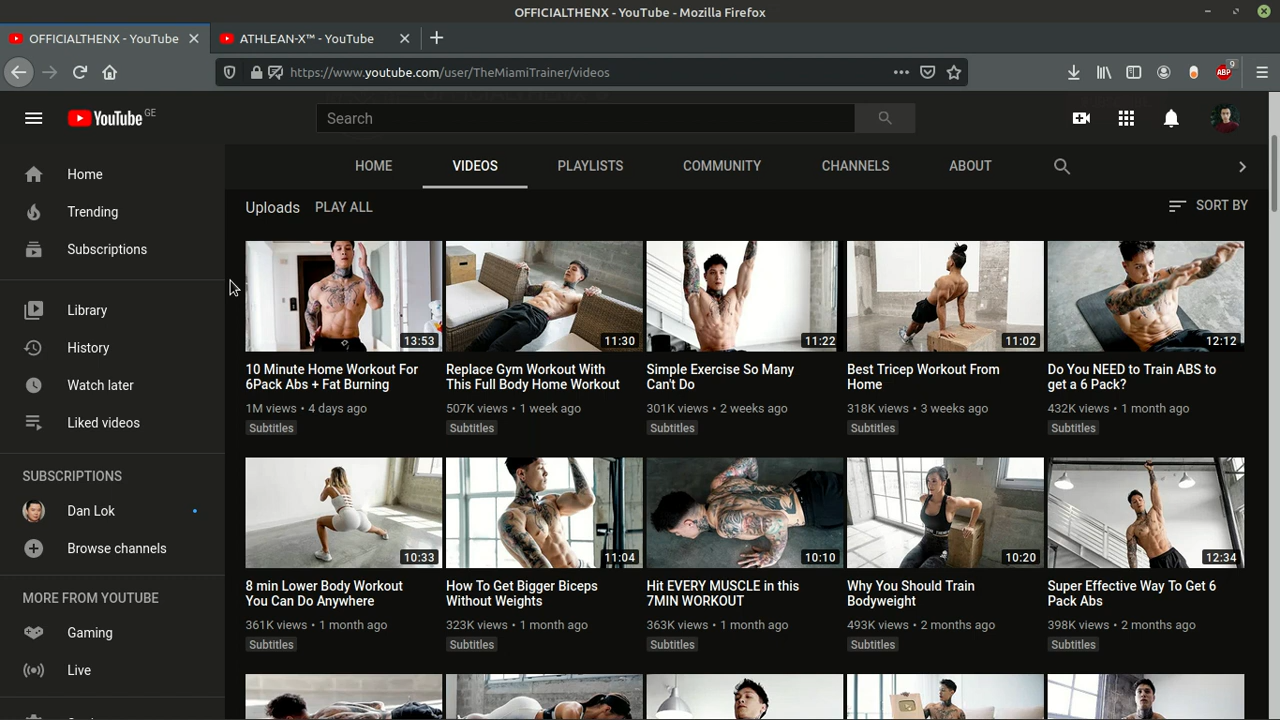 OFFICIALTHENX - YouTube - Mozilla Firefox
OFFICIALTHENX - YouTube
ATHLEAN-X™ - YouTube
https://www.youtube.com/user/TheMiamiTrainer/videos
ABP
9
YouTube GE
Search
Home
Trending
Subscriptions
Library
History
Watch later
Liked videos
SUBSCRIPTIONS
Dan Lok
Browse channels
MORE FROM YOUTUBE
Gaming
Live
HOME
VIDEOS
PLAYLISTS
COMMUNITY
CHANNELS
ABOUT
Uploads
PLAY ALL
SORT BY
13:53
10 Minute Home Workout For
6Pack Abs + Fat Burning
1M views • 4 days ago
Subtitles
11:30
Replace Gym Workout With
This Full Body Home Workout
507K views • 1 week ago
Subtitles
11:22
Simple Exercise So Many
Can't Do
301K views • 2 weeks ago
Subtitles
11:02
Best Tricep Workout From
Home
318K views • 3 weeks ago
Subtitles
12:12
Do You NEED to Train ABS to
get a 6 Pack?
432K views • 1 month ago
Subtitles
10:33
8 min Lower Body Workout
You Can Do Anywhere
361K views • 1 month ago
Subtitles
11:04
How To Get Bigger Biceps
Without Weights
323K views • 1 month ago
Subtitles
10:10
Hit EVERY MUSCLE in this
7MIN WORKOUT
363K views • 1 month ago
Subtitles
10:20
Why You Should Train
Bodyweight
493K views • 2 months ago
Subtitles
12:34
Super Effective Way To Get 6
Pack Abs
398K views • 2 months ago
Subtitles